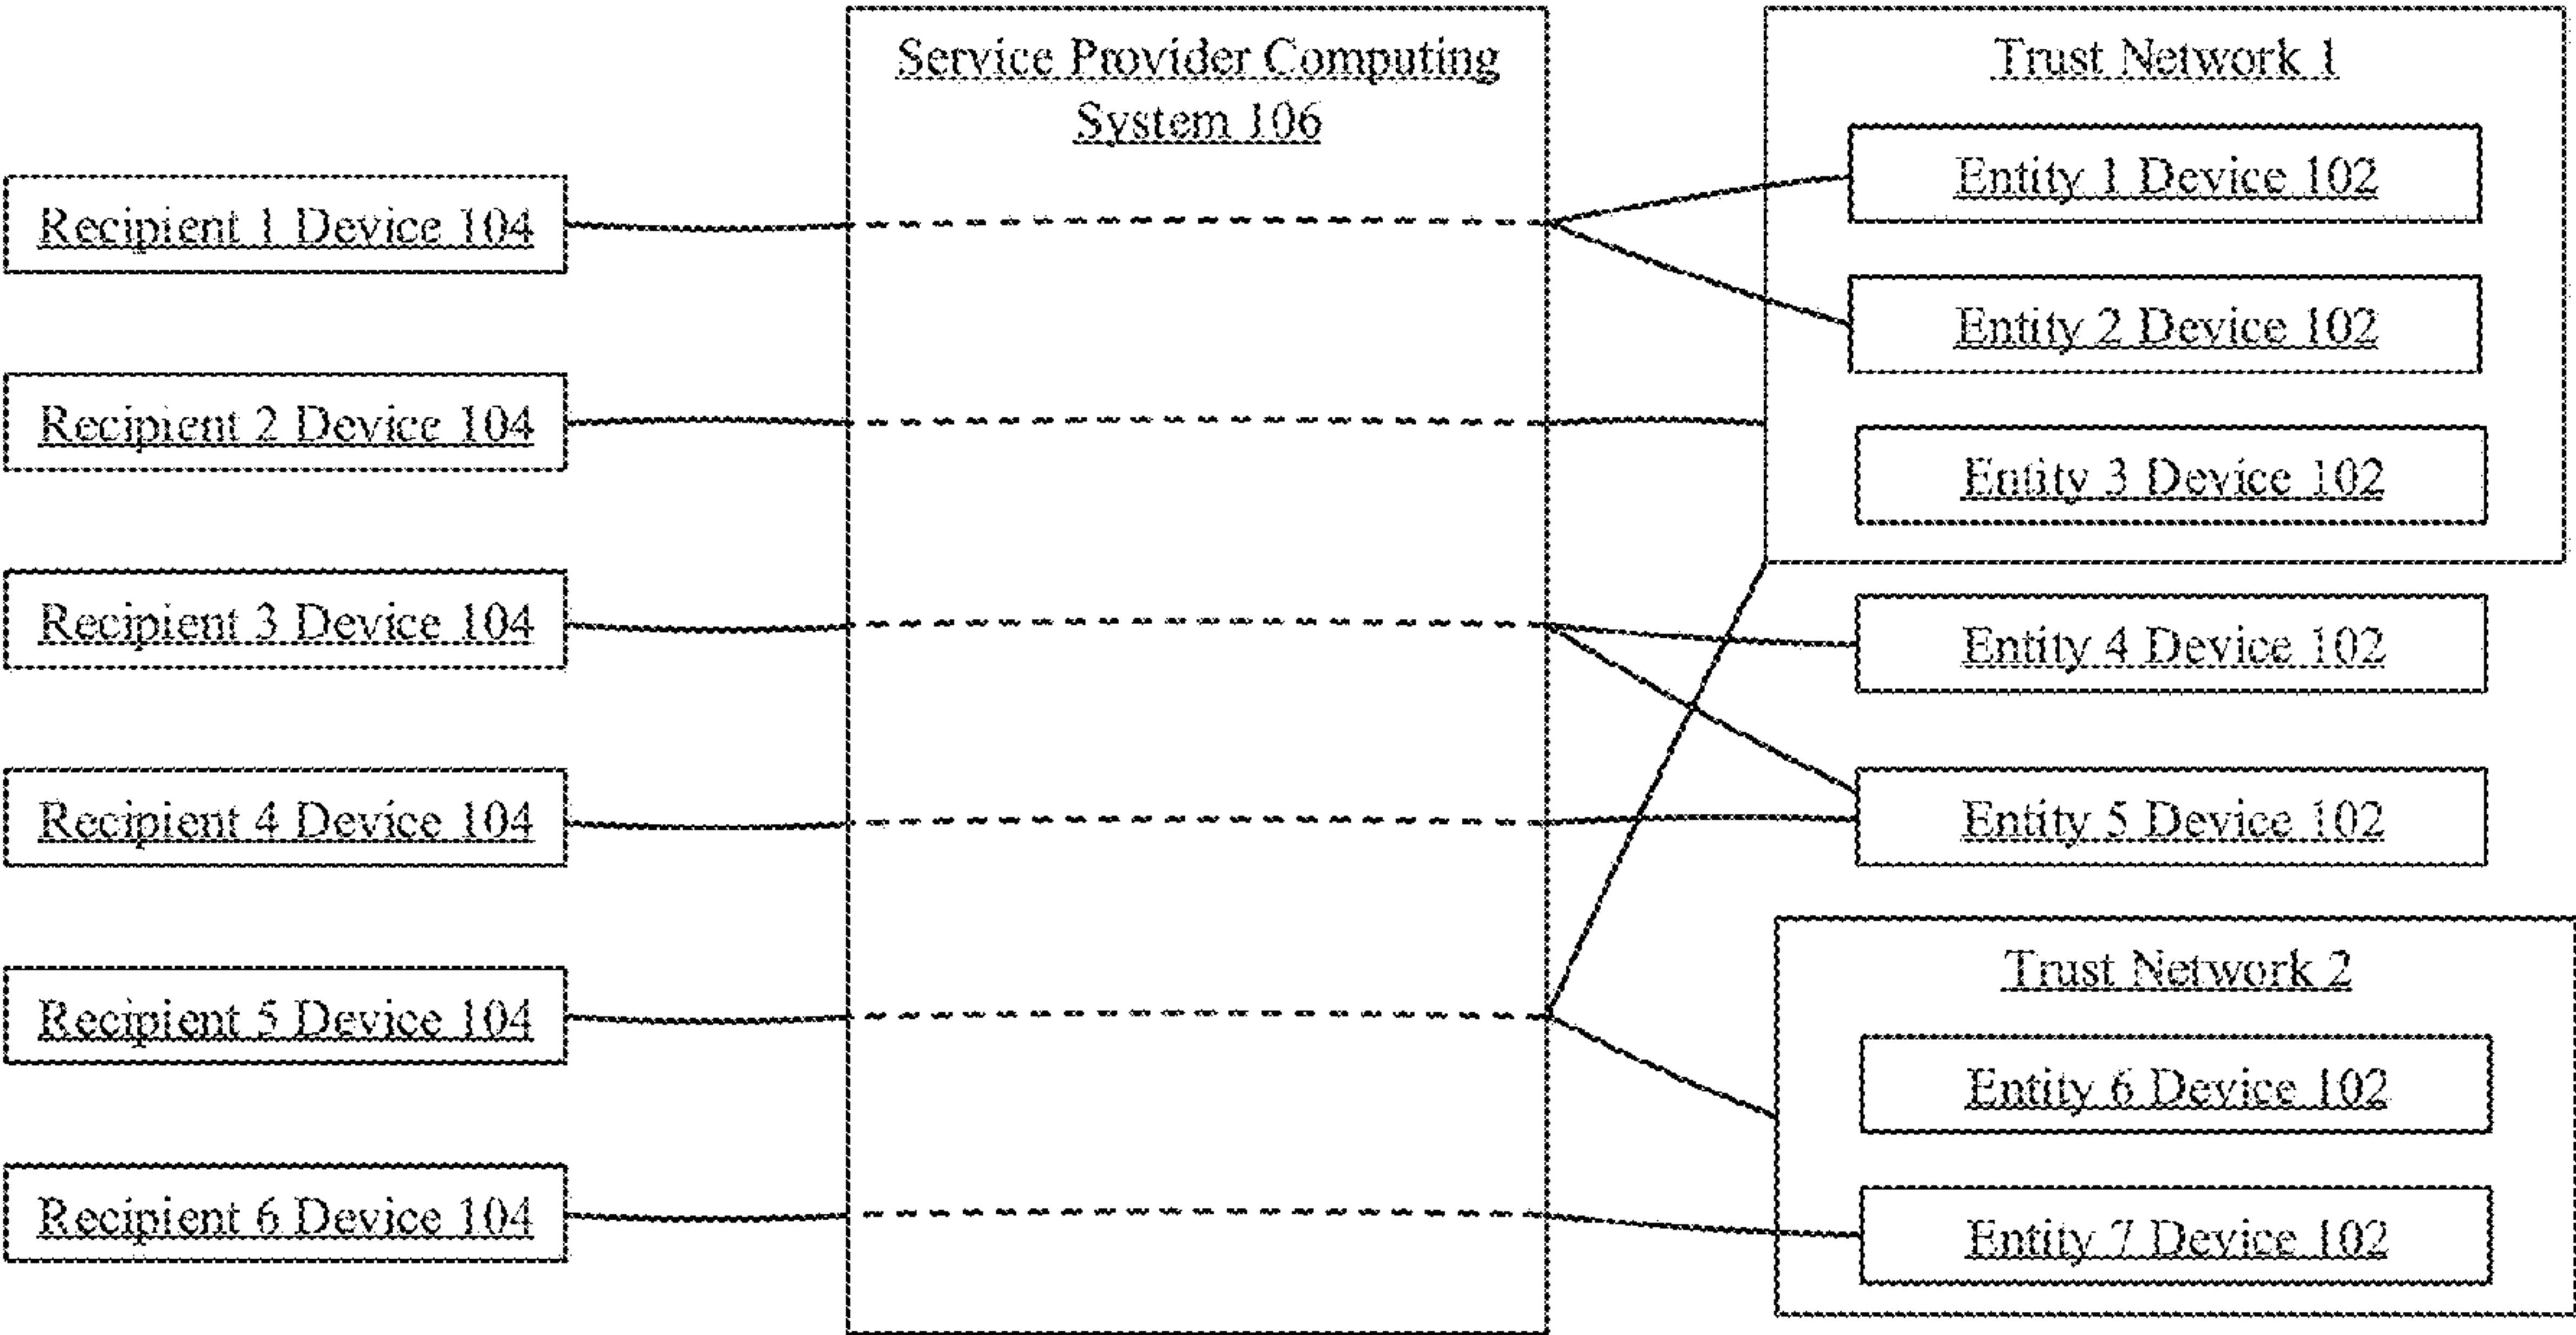 Service Provider Computing
System 106
Recipient 1 Device 104
Recipient 2 Device 104
Recipient 3 Device 104
Recipient 4 Device 104
Recipient 5 Device 104
Recipient 6 Device 104
Trust Network 1
Entity 1 Device 102
Entity 2 Device 102
Entity 3 Device 102
Entity 4 Device 102
Entity 5 Device 102
Trust Network 2
Entity 6 Device 102
Entity 7 Device 102